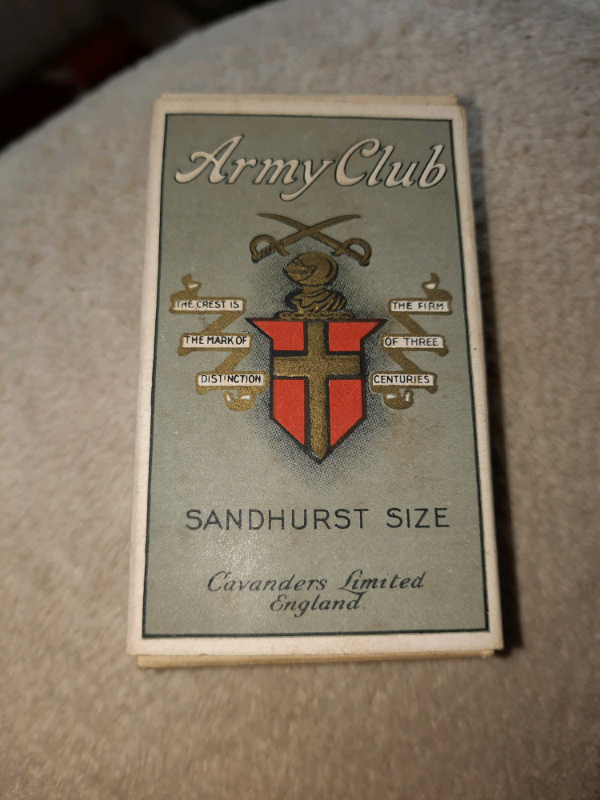 Army Club
THE CREST IS
THE MARK OF
DISTINCTION
THE FIRM
OF THREE
CENTURIES
SANDHURST SIZE
Cavanders Limited
England.